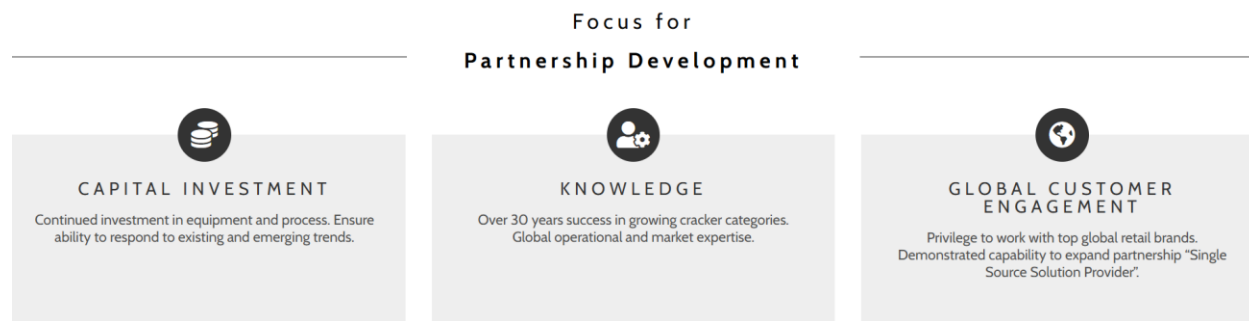 Focus for
Partnership Development
CAPITAL INVESTMENT
Continued investment in equipment and process. Ensure
ability to respond to existing and emerging trends.
KNOWLEDGE
Over 30 years success in growing cracker categories.
Global operational and market expertise.
GLOBAL CUSTOMER
ENGAGEMENT
Privilege to work with top global retail brands.
Demonstrated capability to expand partnership “Single
Source Solution Provider”.